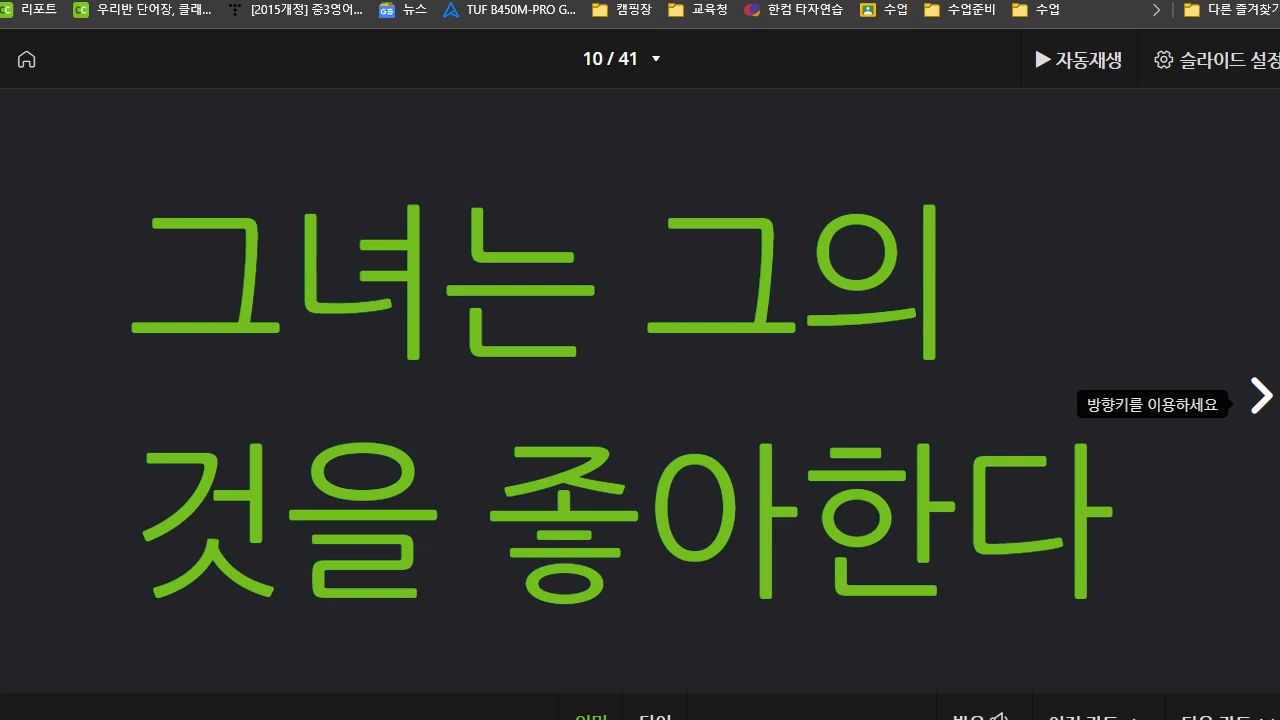 리포트 우리반 단어장, 클래... [2015개정] 중3영어... 뉴스 TUF B450M-PRO G... 캠핑장 교육청 한컴 타자연습 수업 수업준비 수업 다른 즐겨찾기
10 / 41 자동재생 슬라이드 설정
그녀는 그의
방향키를 이용하세요
것을 좋아한다